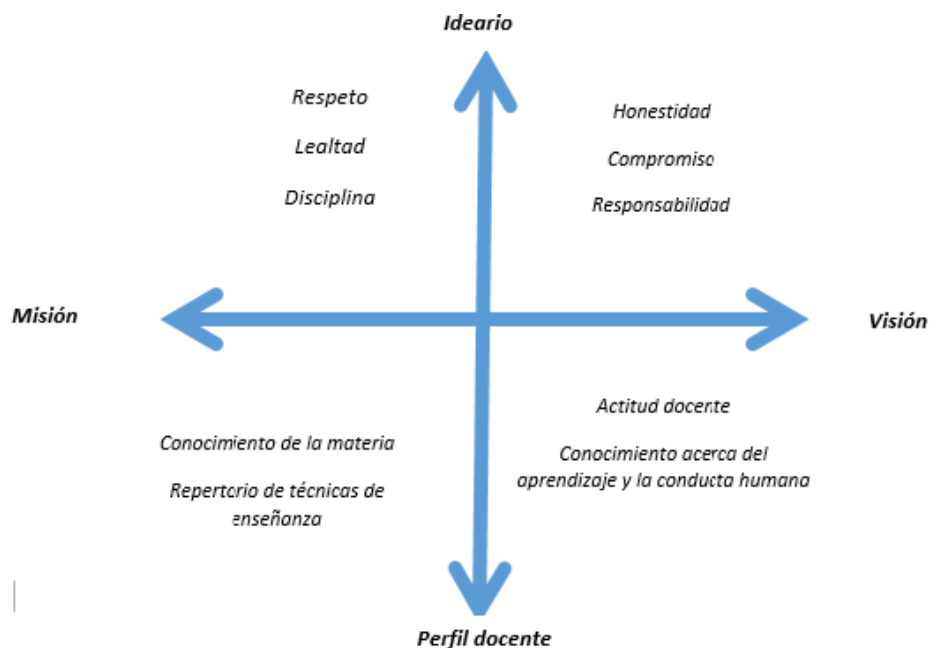 Ideario
Respeto
Lealtad
Disciplina
Honestidad
Compromiso
Responsabilidad
Misión
Visión
Conocimiento de la materia
Repertorio de técnicas de
enseñanza
Actitud docente
Conocimiento acerca del
aprendizaje y la conducta humana
Perfil docente